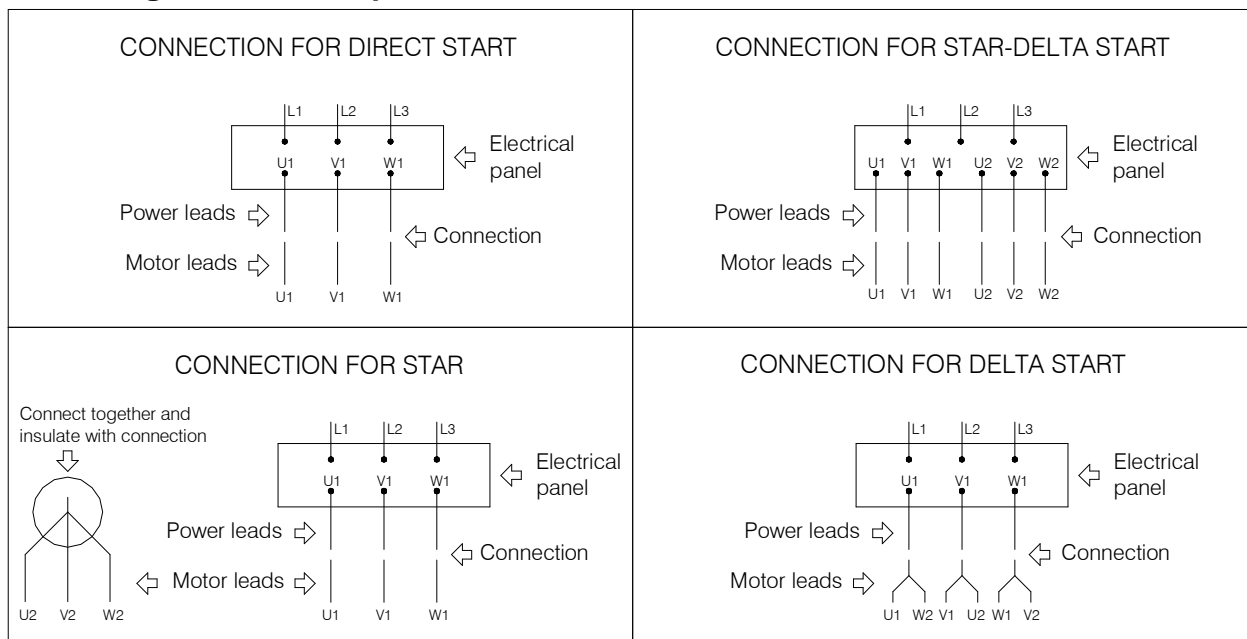 CONNECTION FOR DIRECT START
L1 L2 L3
U1 V1 W1
Electrical
panel
Power leads
Connection
Motor leads
U1 V1 W1
CONNECTION FOR STAR-DELTA START
L1 L2 L3
U1 V1 W1 U2 V2 W2
Electrical
panel
Power leads
Connection
Motor leads
U1 V1 W1 U2 V2 W2
CONNECTION FOR STAR
Connect together and
insulate with connection
L1 L2 L3
U1 V1 W1
Electrical
panel
Power leads
Connection
Motor leads
U2 V2 W2
U1 V1 W1
CONNECTION FOR DELTA START
L1 L2 L3
U1 V1 W1
Electrical
panel
Power leads
Connection
Motor leads
U1 W2 V1 U2 W1 V2